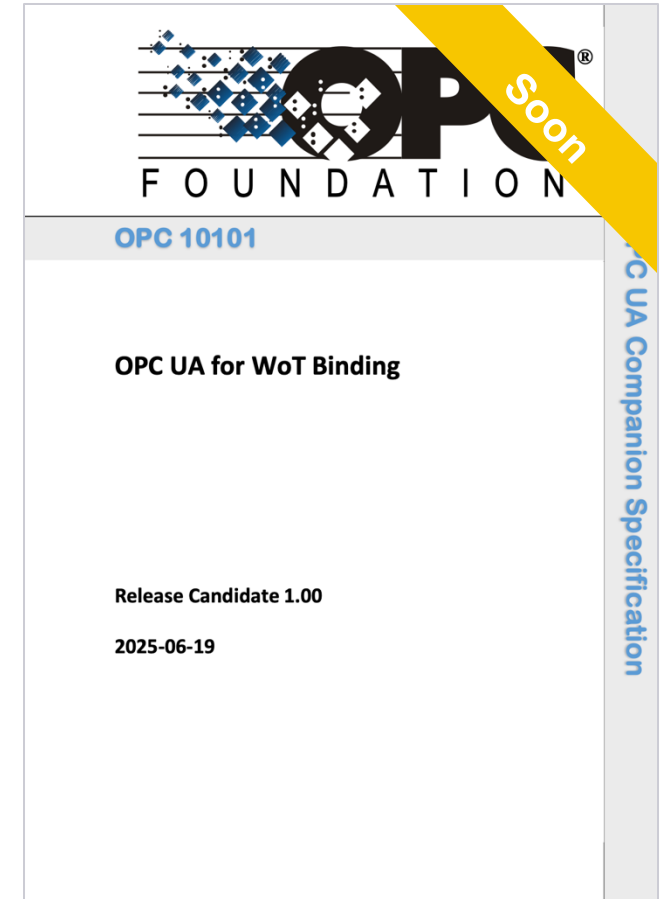 OPC®
Soon
FOUNDATION
OPC 10101
OPC UA for WoT Binding
Release Candidate 1.00
2025-06-19
UA Companion Specification